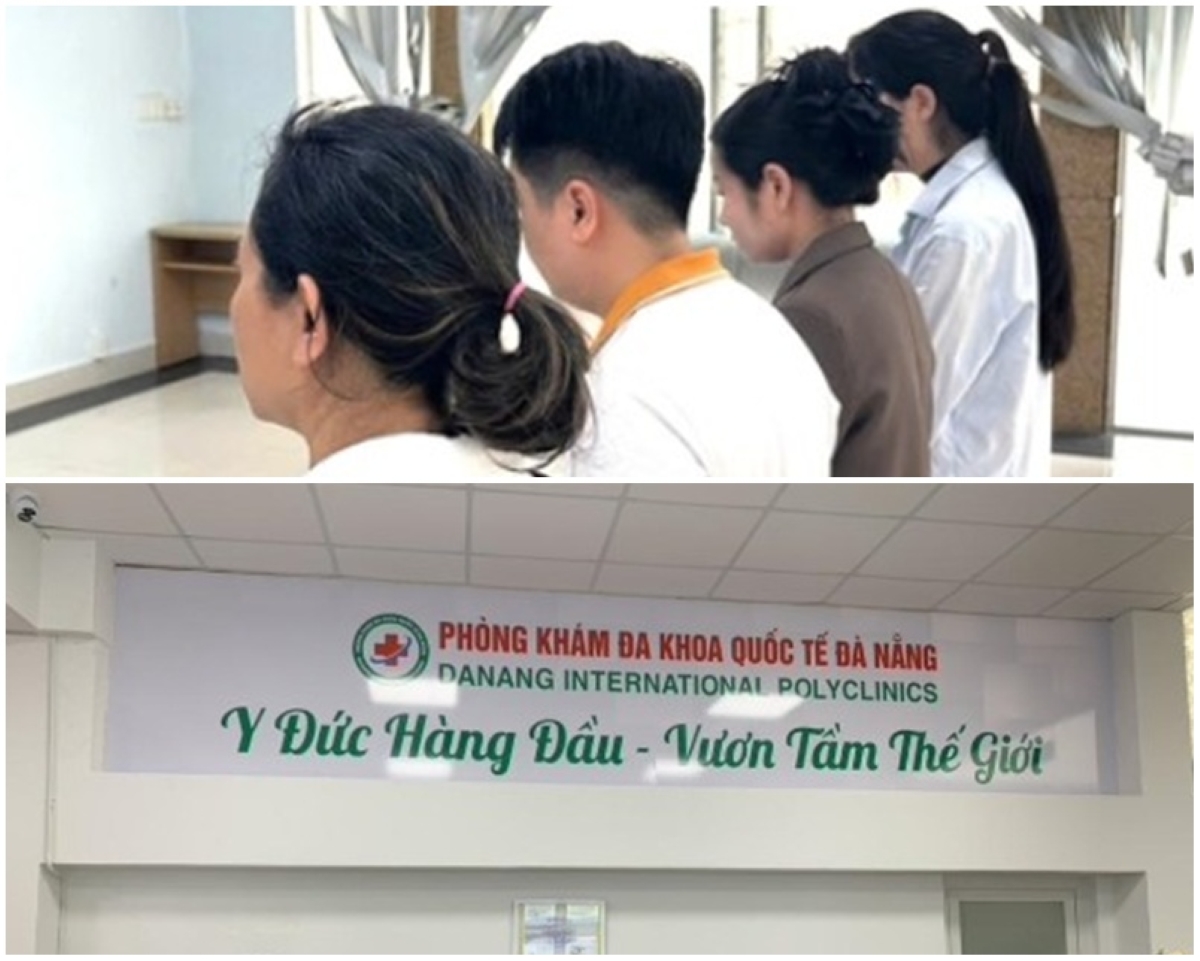 PHÒNG KHÁM ĐA KHOA QUỐC TẾ ĐÀ NẴNG
DANANG INTERNATIONAL POLYCLINICS
Y Đức Hàng Đầu - Vươn Tầm Thế Giới